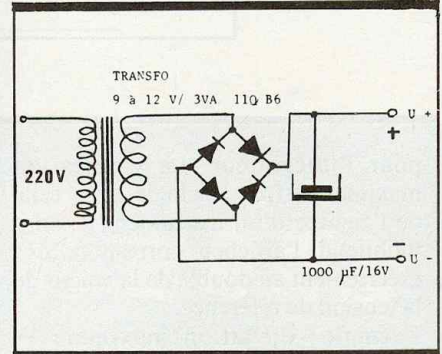 TRANSFO
9 à 12 V/ 3VA 110 B6
220V
U +
+
–
U -
1000 µF/16V